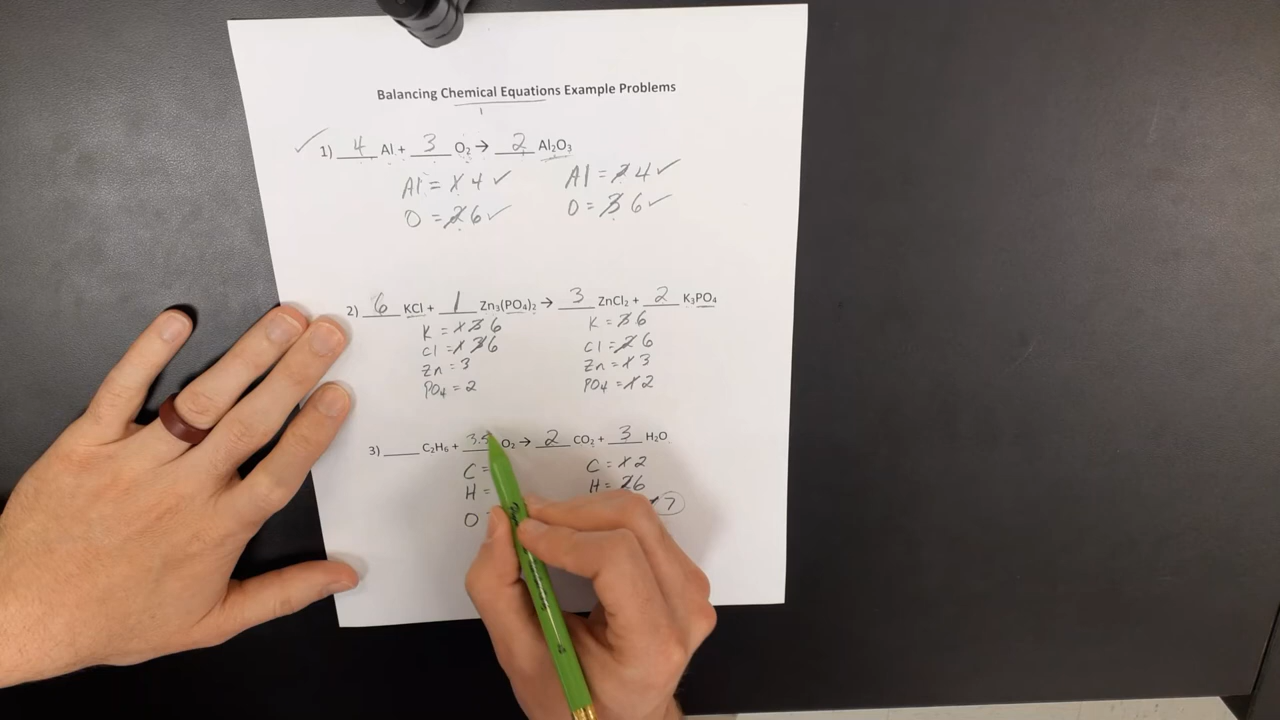 Balancing Chemical Equations Example Problems
1) 4 Al + 3 O₂ → 2 Al₂O₃
Al = 1 4 ✓ Al = 2 4 ✓
O = 2 6 ✓ O = 3 6 ✓
2) 6 KCl + 1 Zn₃(PO₄)₂ → 3 ZnCl₂ + 2 K₃PO₄
K = 1 3 6 K = 3 6
Cl = 1 3 6 Cl = 2 6
Zn = 3 Zn = 1 3
PO₄ = 2 PO₄ = 1 2
3) ____ C₂H₆ + 3.5 O₂ → 2 CO₂ + 3 H₂O
C = C = 1 2
H = H = 2 6
O 7